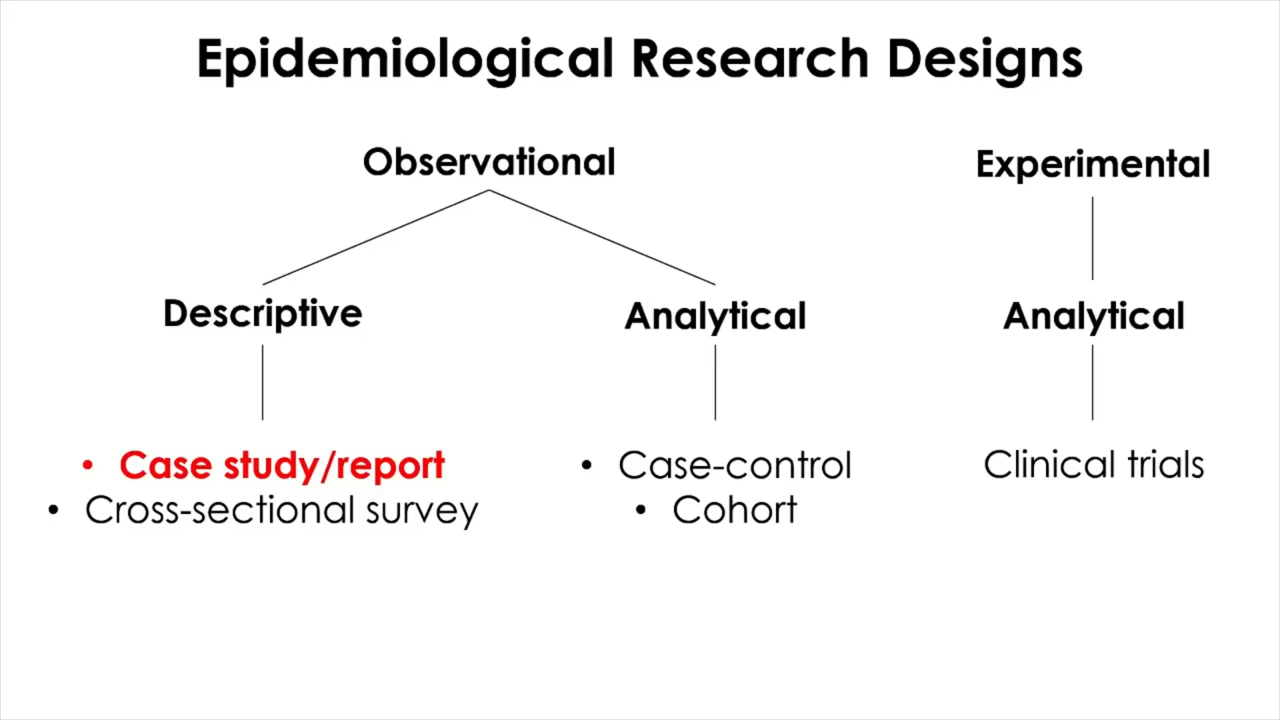 Epidemiological Research Designs
Observational
Experimental
Descriptive
Analytical
Analytical
• Case study/report
• Cross-sectional survey
• Case-control
• Cohort
Clinical trials